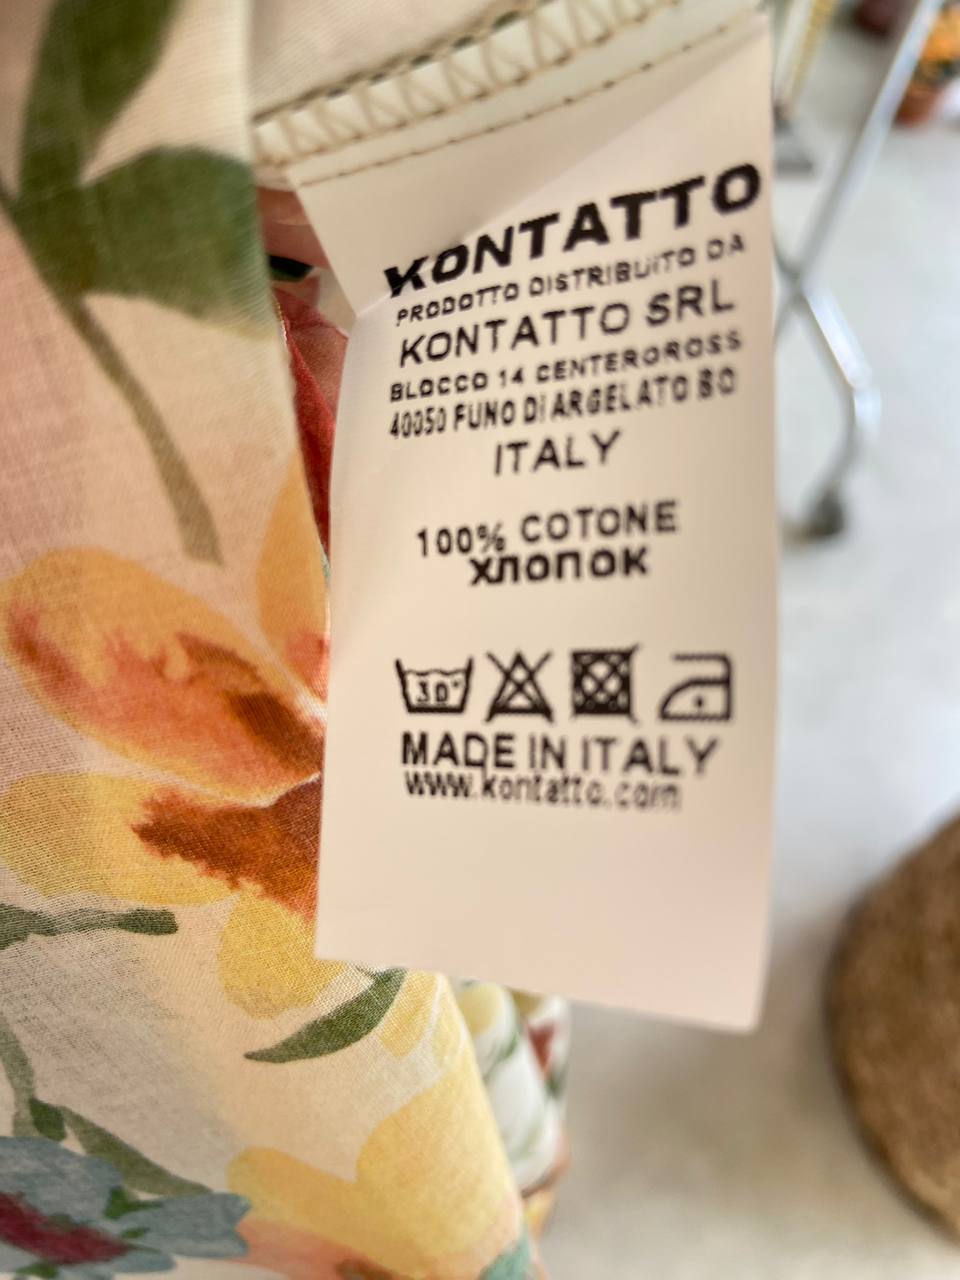 KONTATTO
PRODOTTO DISTRIBUITO DA
KONTATTO SRL
BLOCCO 14 CENTEROROSS
40050 FUNO DI ARGELATO BO
ITALY
100% COTONE
хлопок
30°
MADE IN ITALY
www.kontatto.com